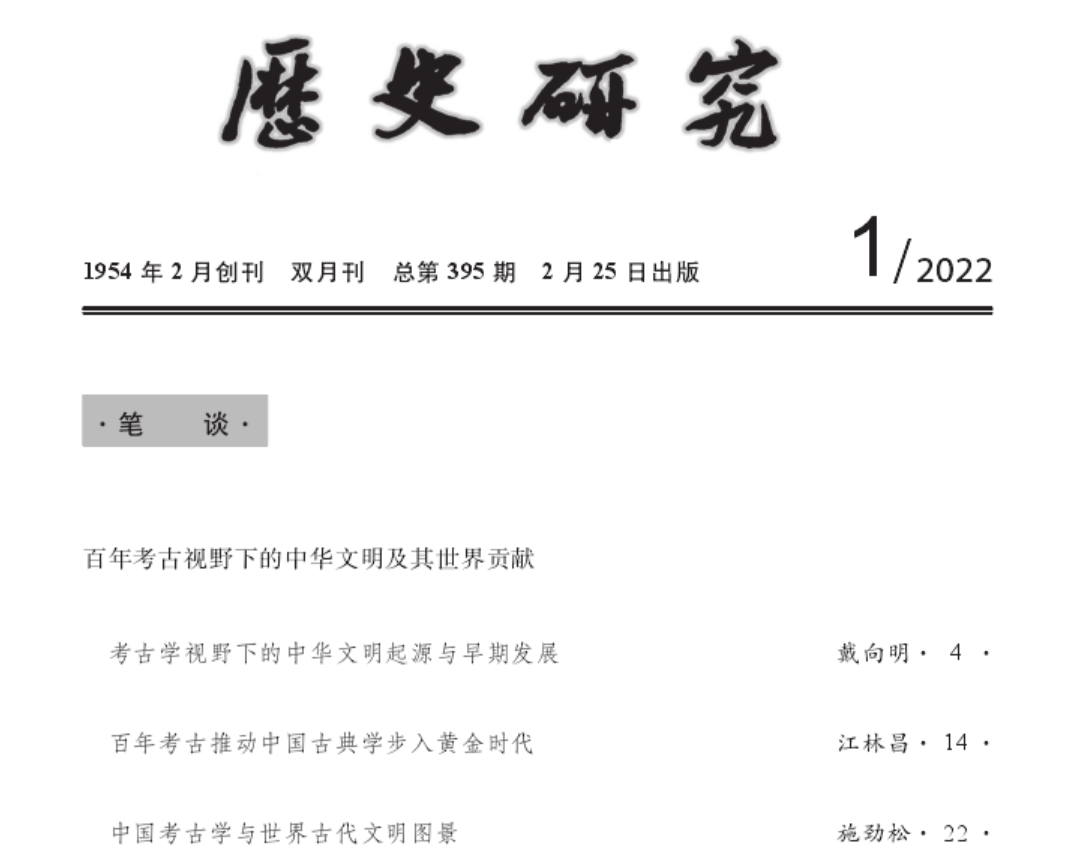 歷史研究
1954 年 2 月创刊 双月刊 总第 395 期 2 月 25 日出版 1/2022
·笔 谈·
百年考古视野下的中华文明及其世界贡献
考古学视野下的中华文明起源与早期发展 戴向明· 4 ·
百年考古推动中国古典学步入黄金时代 江林昌· 14 ·
中国考古学与世界古代文明图景 施劲松· 22 ·